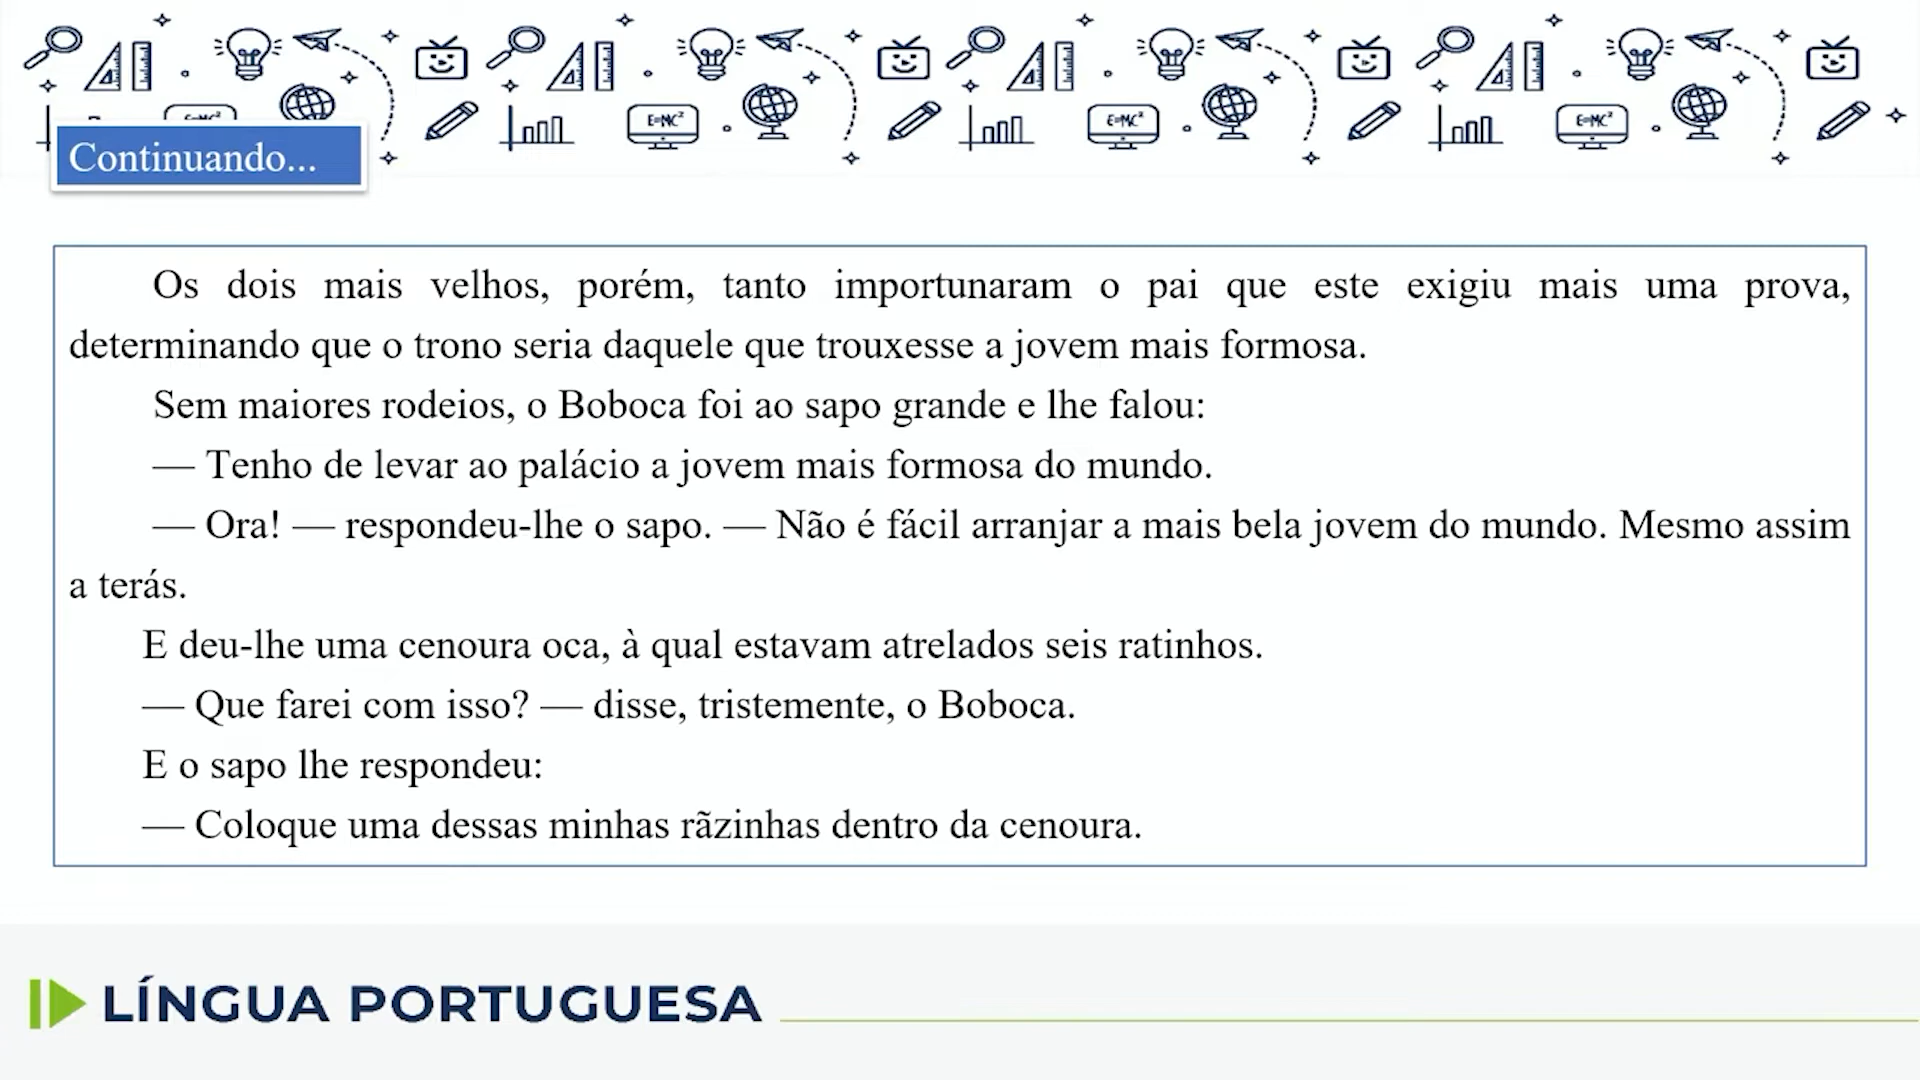 E=MC²
E=MC²
E=MC²
E=MC²
Continuando...
Os dois mais velhos, porém, tanto importunaram o pai que este exigiu mais uma prova,
determinando que o trono seria daquele que trouxesse a jovem mais formosa.
Sem maiores rodeios, o Boboca foi ao sapo grande e lhe falou:
— Tenho de levar ao palácio a jovem mais formosa do mundo.
— Ora! — respondeu-lhe o sapo. — Não é fácil arranjar a mais bela jovem do mundo. Mesmo assim
a terás.
E deu-lhe uma cenoura oca, à qual estavam atrelados seis ratinhos.
— Que farei com isso? — disse, tristemente, o Boboca.
E o sapo lhe respondeu:
— Coloque uma dessas minhas rãzinhas dentro da cenoura.
LÍNGUA PORTUGUESA